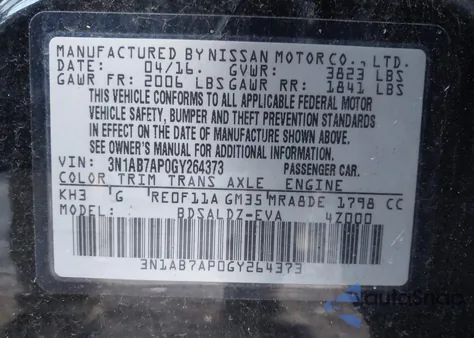 MANUFACTURED BY NISSAN MOTOR CO., LTD.
DATE: 04/16. GVWR: 3823 LBS
GAWR FR: 2006 LBS GAWR RR: 1841 LBS
THIS VEHICLE CONFORMS TO ALL APPLICABLE FEDERAL MOTOR
VEHICLE SAFETY, BUMPER AND THEFT PREVENTION STANDARDS
IN EFFECT ON THE DATE OF MANUFACTURE SHOWN ABOVE.
SEE OWNER'S MANUAL FOR ADDITIONAL INFORMATION
VIN: 3N1AB7AP0GY264373 PASSENGER CAR.
COLOR TRIM TRANS AXLE ENGINE
KH3 G RE0F11A GM35 MRA8DE 1798 CC
MODEL: BDSALDZ-EVA 4Z000
3N1AB7AP0GY264373
AutoSnap